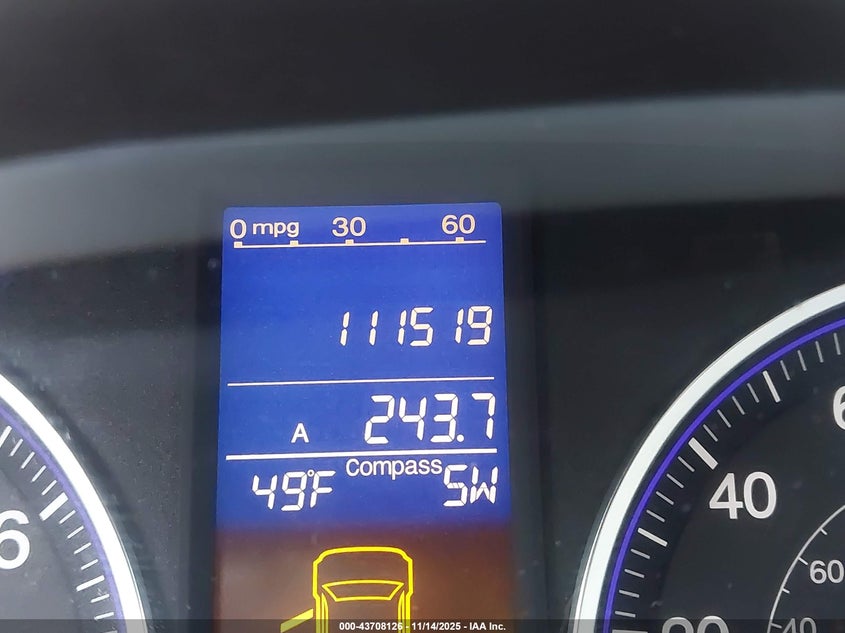 0 mpg 30 60
111519
A 243.7
Compass
49°F SW
6
40
60
40
000-43708126 - 11/14/2025 - IAA Inc.